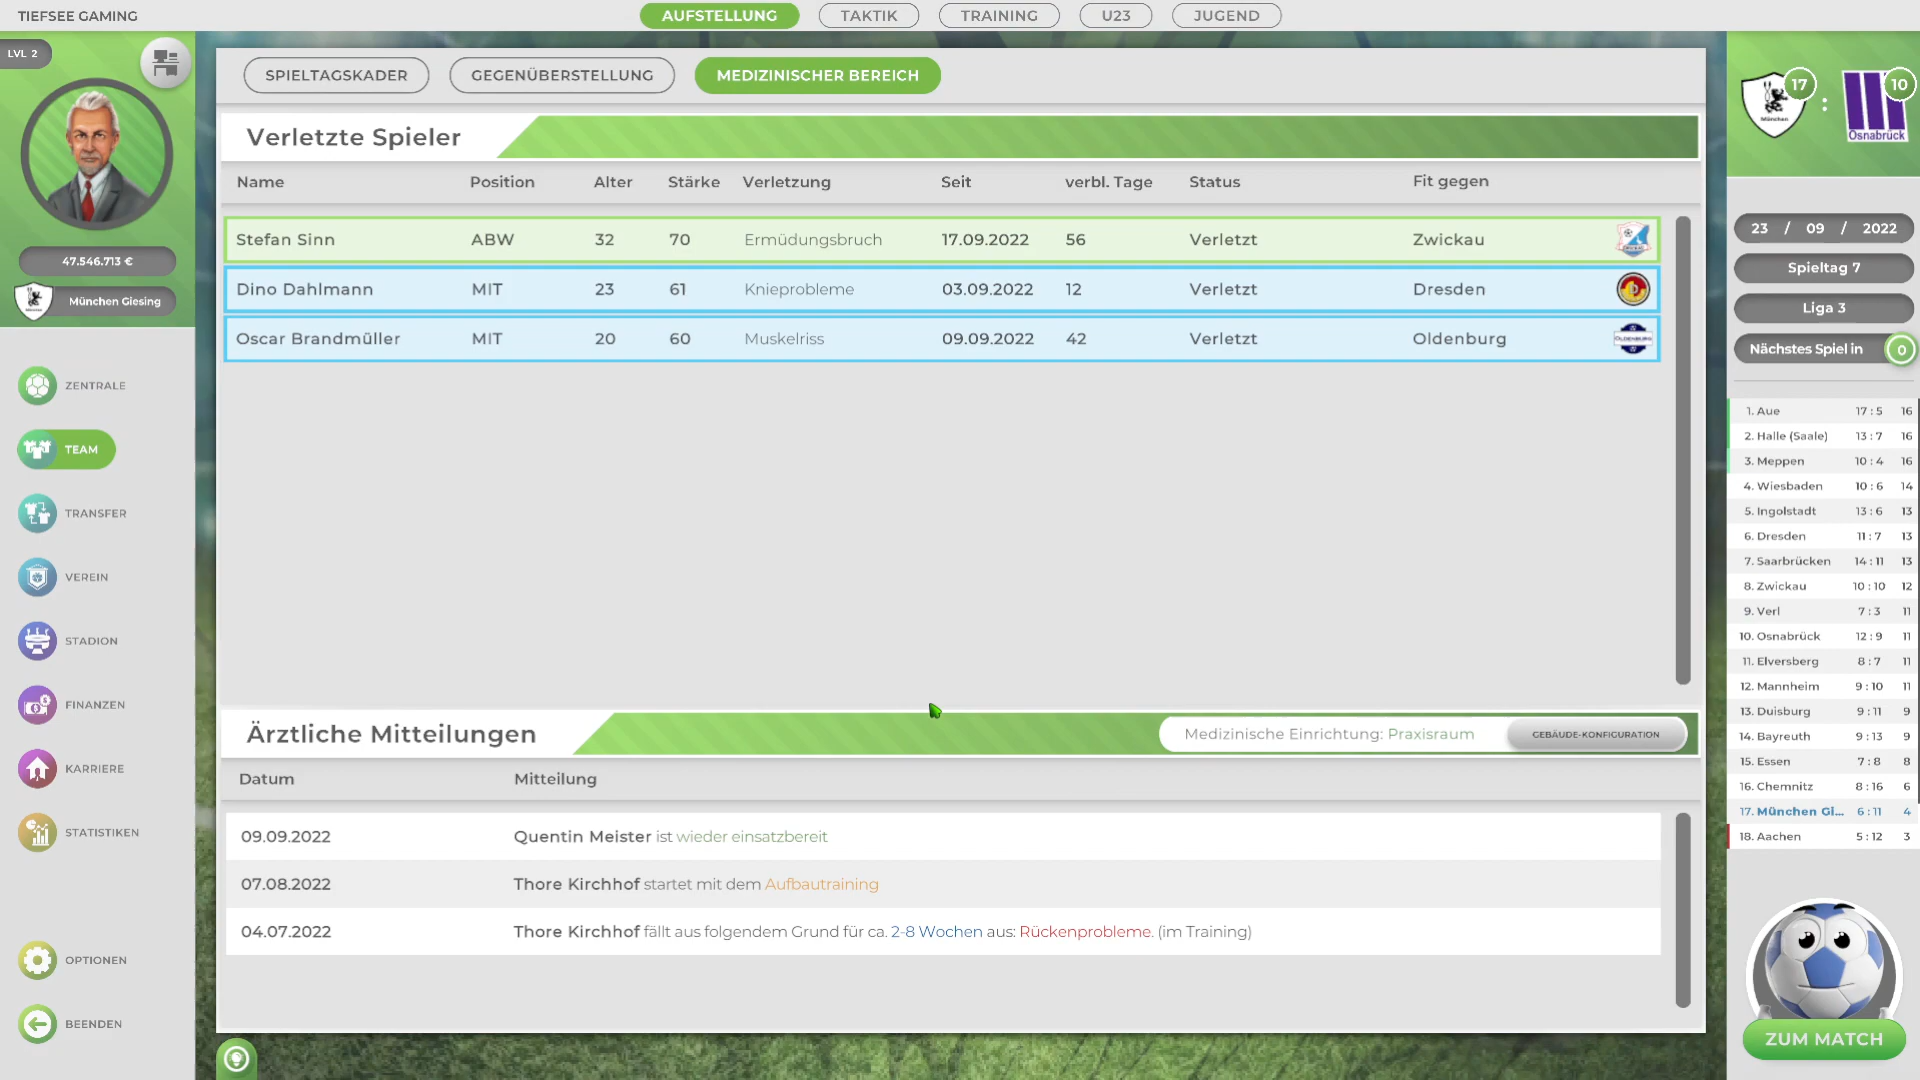 TIEFSEE GAMING
AUFSTELLUNG TAKTIK TRAINING U23 JUGEND
LVL 2
47.546.713 €
München Giesing
ZENTRALE
TEAM
TRANSFER
VEREIN
STADION
FINANZEN
KARRIERE
STATISTIKEN
OPTIONEN
BEENDEN
SPIELTAGSKADER GEGENÜBERSTELLUNG MEDIZINISCHER BEREICH
Verletzte Spieler
Name Position Alter Stärke Verletzung Seit verbl. Tage Status Fit gegen
Stefan Sinn ABW 32 70 Ermüdungsbruch 17.09.2022 56 Verletzt Zwickau
Dino Dahlmann MIT 23 61 Knieprobleme 03.09.2022 12 Verletzt Dresden
Oscar Brandmüller MIT 20 60 Muskelriss 09.09.2022 42 Verletzt Oldenburg
Ärztliche Mitteilungen
Medizinische Einrichtung: Praxisraum GEBÄUDE-KONFIGURATION
Datum Mitteilung
09.09.2022 Quentin Meister ist wieder einsatzbereit
07.08.2022 Thore Kirchhof startet mit dem Aufbautraining
04.07.2022 Thore Kirchhof fällt aus folgendem Grund für ca. 2-8 Wochen aus: Rückenprobleme. (im Training)
17 : 10
München
Osnabrück
23 / 09 / 2022
Spieltag 7
Liga 3
Nächstes Spiel in 0
1. Aue 17 : 5 16
2. Halle (Saale) 13 : 7 16
3. Meppen 10 : 4 16
4. Wiesbaden 10 : 6 14
5. Ingolstadt 13 : 6 13
6. Dresden 11 : 7 13
7. Saarbrücken 14 : 11 13
8. Zwickau 10 : 10 12
9. Verl 7 : 3 11
10. Osnabrück 12 : 9 11
11. Elversberg 8 : 7 11
12. Mannheim 9 : 10 11
13. Duisburg 9 : 11 9
14. Bayreuth 9 : 13 9
15. Essen 7 : 8 8
16. Chemnitz 8 : 16 6
17. München Gi... 6 : 11 4
18. Aachen 5 : 12 3
ZUM MATCH